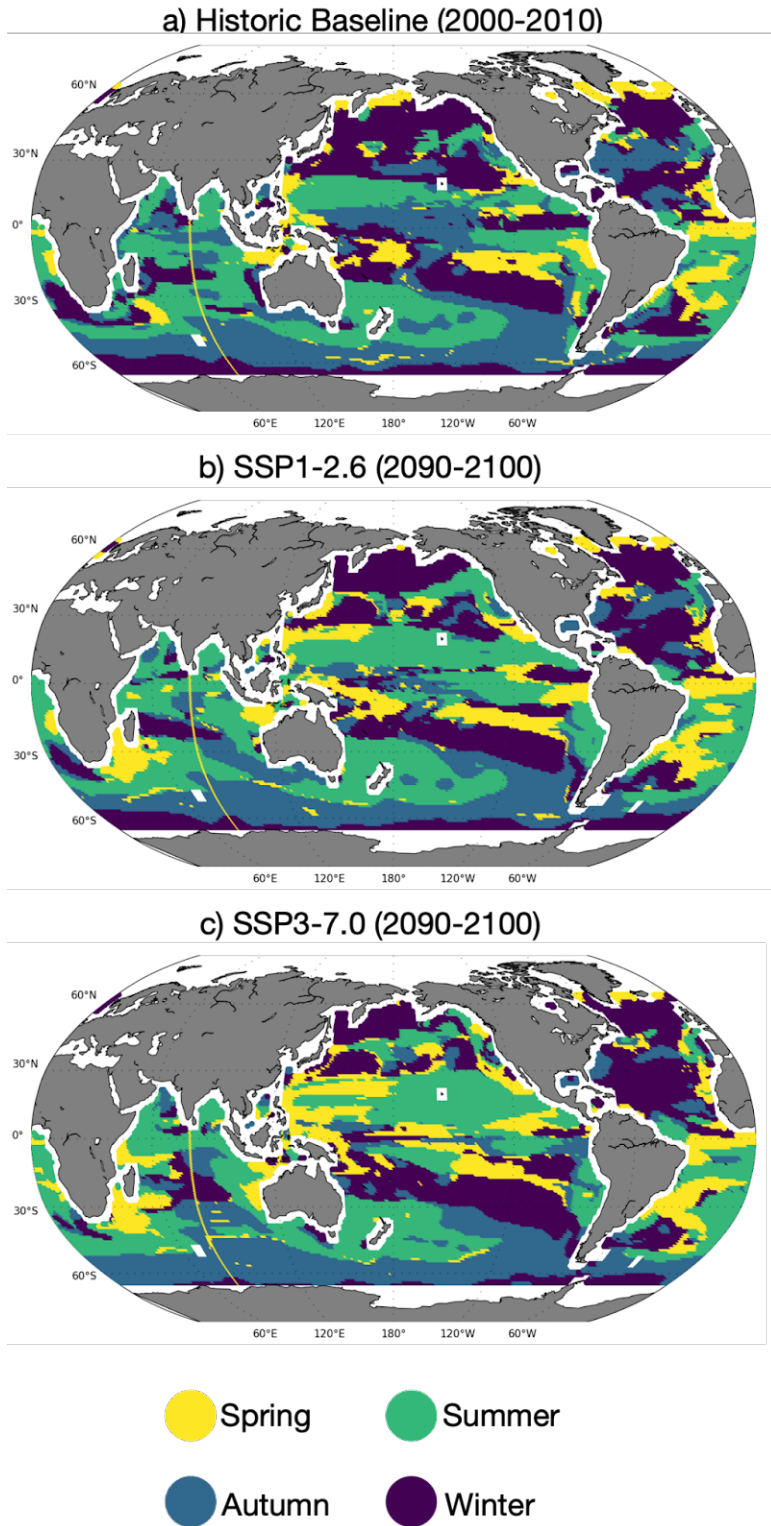 a) Historic Baseline (2000-2010)
60°N
30°N
0°
30°S
60°S
60°E 120°E 180° 120°W 60°W
b) SSP1-2.6 (2090-2100)
60°N
30°N
0°
30°S
60°S
60°E 120°E 180° 120°W 60°W
c) SSP3-7.0 (2090-2100)
60°N
30°N
0°
30°S
60°S
60°E 120°E 180° 120°W 60°W
Spring Summer
Autumn Winter